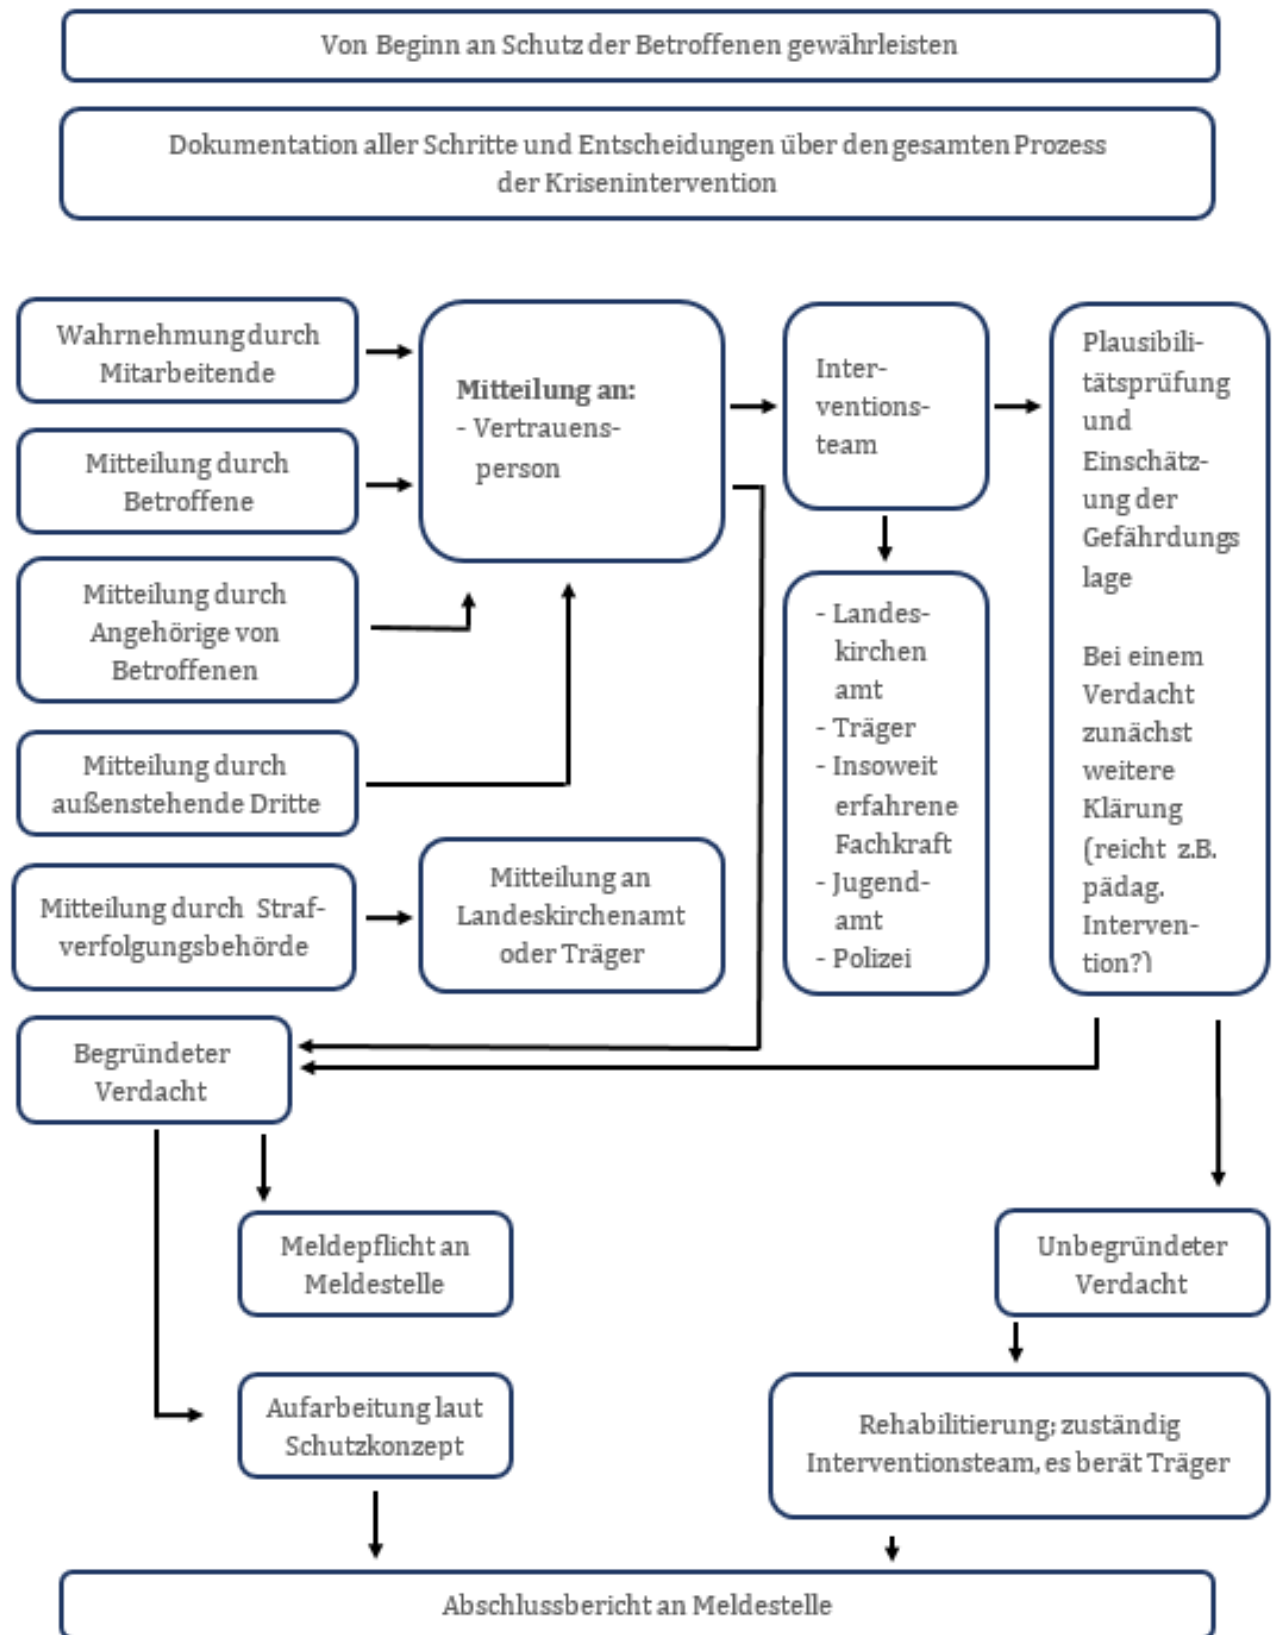 Von Beginn an Schutz der Betroffenen gewährleisten
Dokumentation aller Schritte und Entscheidungen über den gesamten Prozess
der Krisenintervention
Wahrnehmung durch
Mitarbeitende
Mitteilung durch
Betroffene
Mitteilung durch
Angehörige von
Betroffenen
Mitteilung durch
außenstehende Dritte
Mitteilung durch Straf-
verfolgungsbehörde
Mitteilung an:
- Vertrauens-
person
Mitteilung an
Landeskirchenamt
oder Träger
Inter-
ventions-
team
- Landes-
kirchen
amt
- Träger
- Insoweit
erfahrene
Fachkraft
- Jugend-
amt
- Polizei
Plausibili-
tätsprüfung
und
Einschätz-
ung der
Gefährdungs
lage
Bei einem
Verdacht
zunächst
weitere
Klärung
(reicht z.B.
pädag.
Interven-
tion?)
Begründeter
Verdacht
Meldepflicht an
Meldestelle
Aufarbeitung laut
Schutzkonzept
Unbegründeter
Verdacht
Rehabilitierung; zuständig
Interventionsteam, es berät Träger
Abschlussbericht an Meldestelle